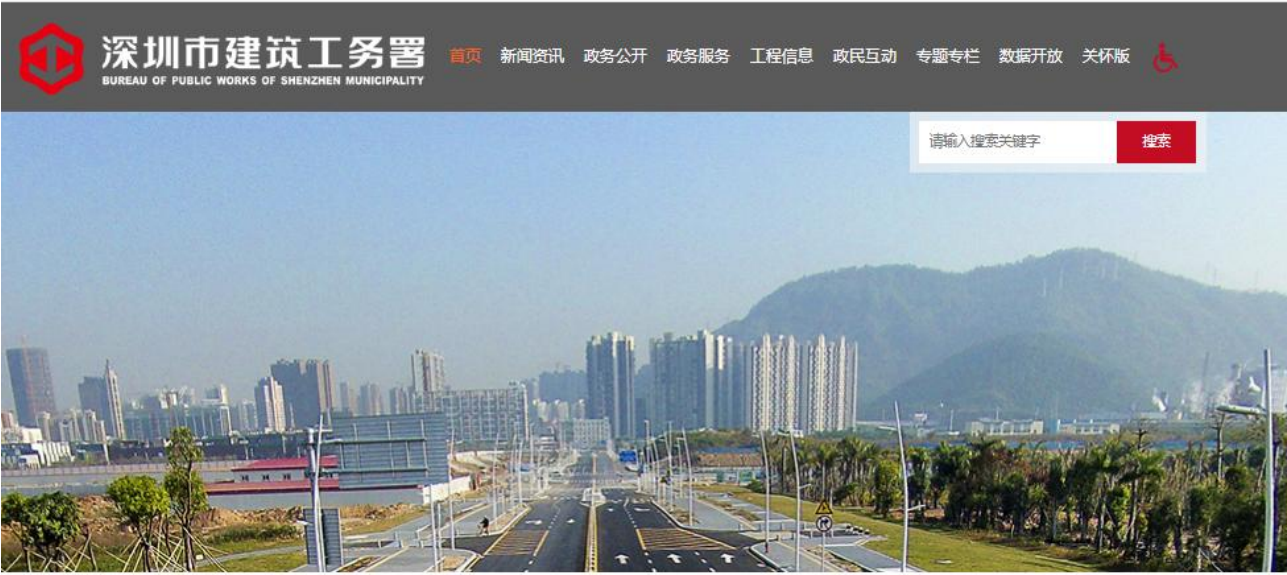 深圳市建筑工务署
BUREAU OF PUBLIC WORKS OF SHENZHEN MUNICIPALITY
首页 新闻资讯 政务公开 政务服务 工程信息 政民互动 专题专栏 数据开放 关怀版
请输入搜索关键字 搜索